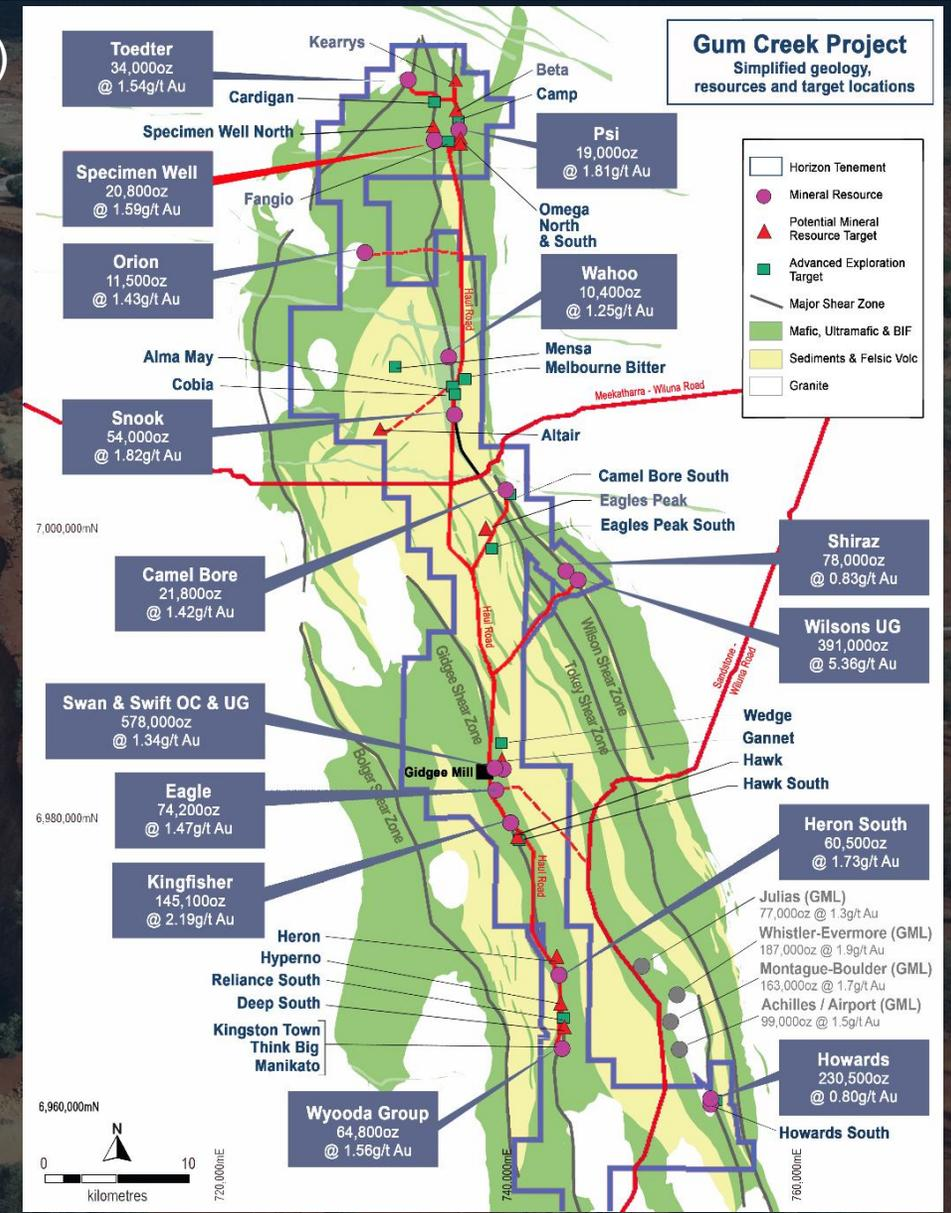 Gum Creek Project
Simplified geology,
resources and target locations
Toedter
34,000oz
@ 1.54g/t Au
Kearrys
Cardigan
Beta
Camp
Specimen Well North
Psi
19,000oz
@ 1.81g/t Au
Specimen Well
20,800oz
@ 1.59g/t Au
Fangio
Omega
North
& South
Orion
11,500oz
@ 1.43g/t Au
Wahoo
10,400oz
@ 1.25g/t Au
Haul Road
Horizon Tenement
Mineral Resource
Potential Mineral
Resource Target
Advanced Exploration
Target
Major Shear Zone
Mafic, Ultramafic & BIF
Sediments & Felsic Volc
Granite
Alma May
Cobia
Mensa
Melbourne Bitter
Meekatharra - Wiluna Road
Snook
54,000oz
@ 1.82g/t Au
Altair
Camel Bore South
Eagles Peak
Eagles Peak South
7,000,000mN
Camel Bore
21,800oz
@ 1.42g/t Au
Shiraz
78,000oz
@ 0.83g/t Au
Wilsons UG
391,000oz
@ 5.36g/t Au
Haul Road
Gidgee Shear Zone
Wilson Shear Zone
Tokey Shear Zone
Sandstone -
Wiluna Road
Swan & Swift OC & UG
578,000oz
@ 1.34g/t Au
Bolger Shear Zone
Wedge
Gannet
Hawk
Hawk South
Gidgee Mill
Eagle
74,200oz
@ 1.47g/t Au
6,980,000mN
Heron South
60,500oz
@ 1.73g/t Au
Kingfisher
145,100oz
@ 2.19g/t Au
Haul Road
Julias (GML)
77,000oz @ 1.3g/t Au
Whistler-Evermore (GML)
187,000oz @ 1.9g/t Au
Montague-Boulder (GML)
163,000oz @ 1.7g/t Au
Achilles / Airport (GML)
99,000oz @ 1.5g/t Au
Heron
Hyperno
Reliance South
Deep South
Kingston Town
Think Big
Manikato
Howards
230,500oz
@ 0.80g/t Au
Howards South
6,960,000mN
Wyooda Group
64,800oz
@ 1.56g/t Au
N
0 10
kilometres
720,000mE
740,000mE
760,000mE